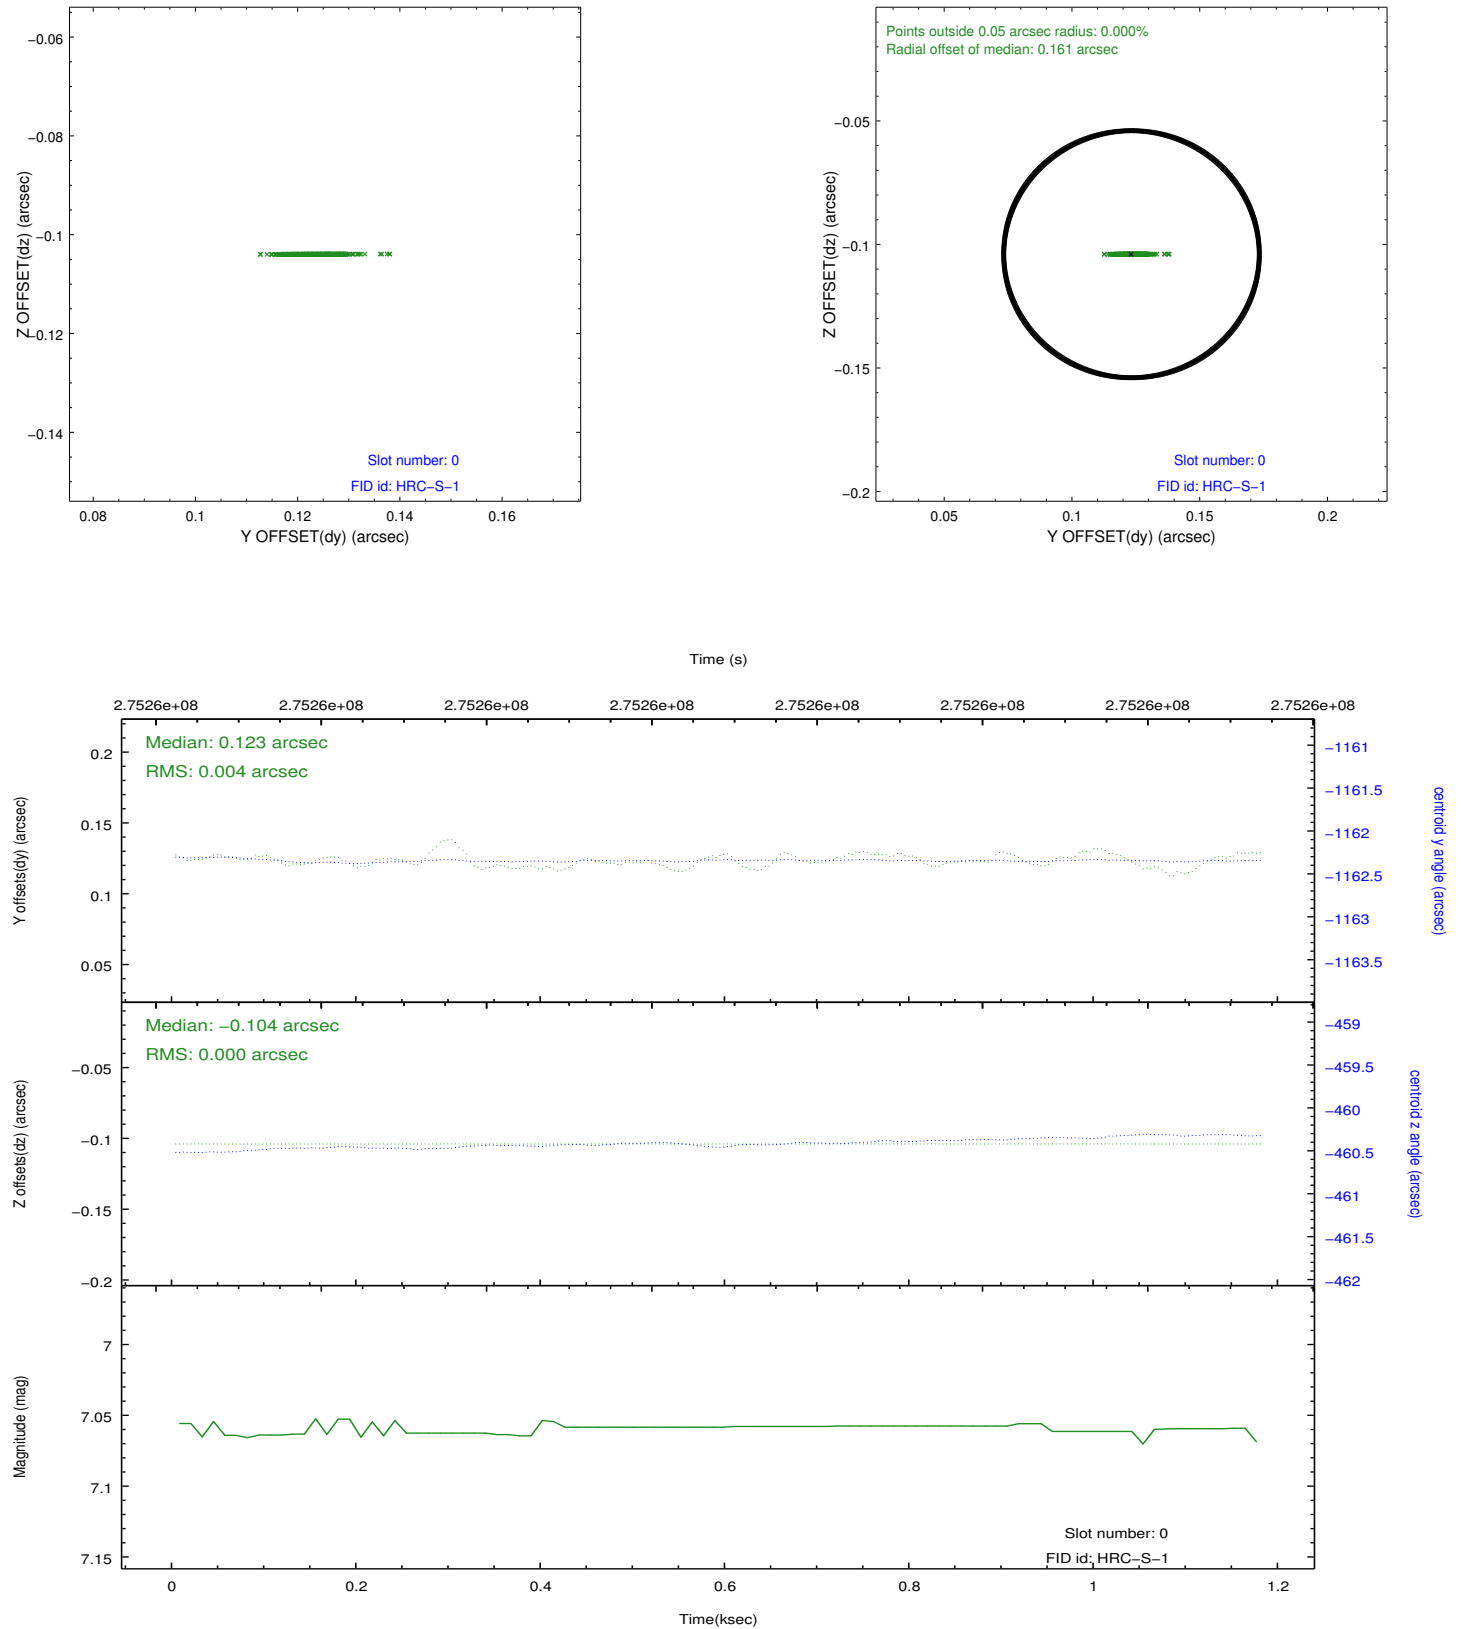 −0.06
−0.08
−0.1
−0.12
−0.14
Z OFFSET(dz) (arcsec)
Slot number: 0
FID id: HRC−S−1
0.08 0.1 0.12 0.14 0.16
Y OFFSET(dy) (arcsec)
Points outside 0.05 arcsec radius: 0.000%
Radial offset of median: 0.161 arcsec
−0.05
−0.1
−0.15
−0.2
Z OFFSET(dz) (arcsec)
Slot number: 0
FID id: HRC−S−1
0.05 0.1 0.15 0.2
Y OFFSET(dy) (arcsec)
Time (s)
2.7526e+08 2.7526e+08 2.7526e+08 2.7526e+08 2.7526e+08 2.7526e+08 2.7526e+08 2.7526e+08
Median: 0.123 arcsec
RMS: 0.004 arcsec
0.2
0.15
0.1
0.05
Y offsets(dy) (arcsec)
−1161
−1161.5
−1162
−1162.5
−1163
−1163.5
centroid y angle (arcsec)
Median: −0.104 arcsec
RMS: 0.000 arcsec
−0.05
−0.1
−0.15
−0.2
Z offsets(dz) (arcsec)
−459
−459.5
−460
−460.5
−461
−461.5
−462
centroid z angle (arcsec)
7
7.05
7.1
7.15
Magnitude (mag)
Slot number: 0
FID id: HRC−S−1
0 0.2 0.4 0.6 0.8 1 1.2
Time(ksec)